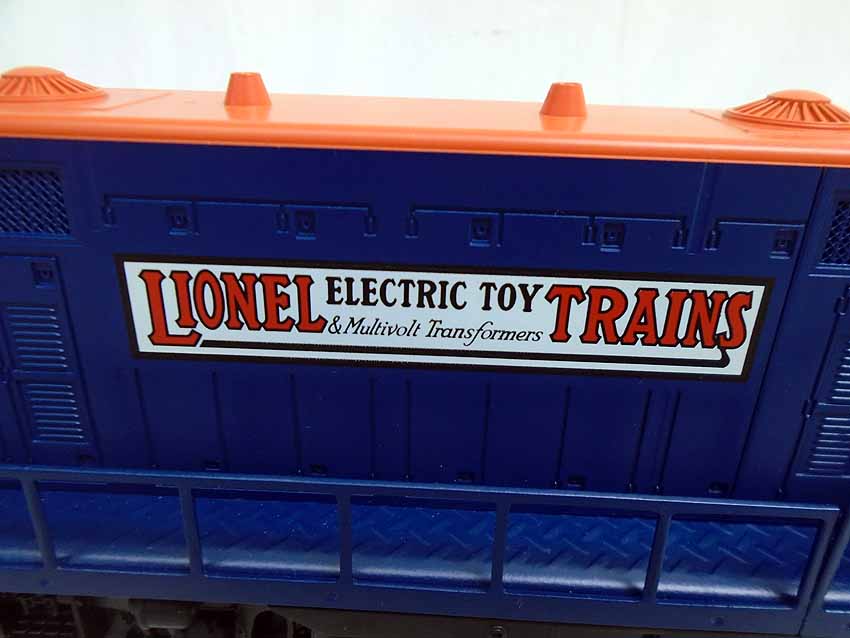 LIONEL ELECTRIC TOY TRAINS
& Multivolt Transformers